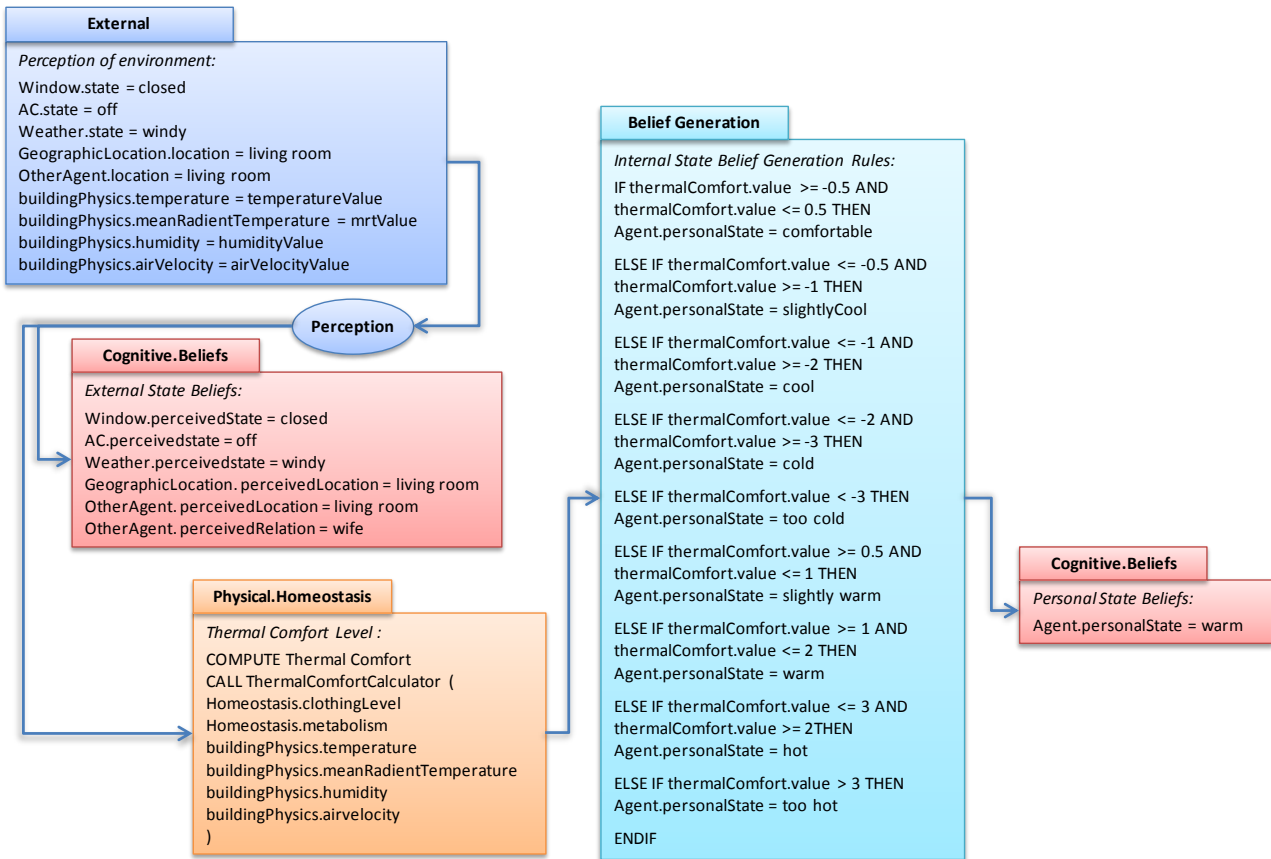 External
Perception of environment:
Window.state = closed
AC.state = off
Weather.state = windy
GeographicLocation.location = living room
OtherAgent.location = living room
buildingPhysics.temperature = temperatureValue
buildingPhysics.meanRadientTemperature = mrtValue
buildingPhysics.humidity = humidityValue
buildingPhysics.airVelocity = airVelocityValue
Perception
Cognitive.Beliefs
External State Beliefs:
Window.perceivedState = closed
AC.perceivedstate = off
Weather.perceivedstate = windy
GeographicLocation. perceivedLocation = living room
OtherAgent. perceivedLocation = living room
OtherAgent. perceivedRelation = wife
Physical.Homeostasis
Thermal Comfort Level :
COMPUTE Thermal Comfort
CALL ThermalComfortCalculator (
Homeostasis.clothingLevel
Homeostasis.metabolism
buildingPhysics.temperature
buildingPhysics.meanRadientTemperature
buildingPhysics.humidity
buildingPhysics.airvelocity
)
Belief Generation
Internal State Belief Generation Rules:
IF thermalComfort.value >= -0.5 AND
thermalComfort.value <= 0.5 THEN
Agent.personalState = comfortable
ELSE IF thermalComfort.value <= -0.5 AND
thermalComfort.value >= -1 THEN
Agent.personalState = slightlyCool
ELSE IF thermalComfort.value <= -1 AND
thermalComfort.value >= -2 THEN
Agent.personalState = cool
ELSE IF thermalComfort.value <= -2 AND
thermalComfort.value >= -3 THEN
Agent.personalState = cold
ELSE IF thermalComfort.value < -3 THEN
Agent.personalState = too cold
ELSE IF thermalComfort.value >= 0.5 AND
thermalComfort.value <= 1 THEN
Agent.personalState = slightly warm
ELSE IF thermalComfort.value >= 1 AND
thermalComfort.value <= 2 THEN
Agent.personalState = warm
ELSE IF thermalComfort.value <= 3 AND
thermalComfort.value >= 2THEN
Agent.personalState = hot
ELSE IF thermalComfort.value > 3 THEN
Agent.personalState = too hot
ENDIF
Cognitive.Beliefs
Personal State Beliefs:
Agent.personalState = warm